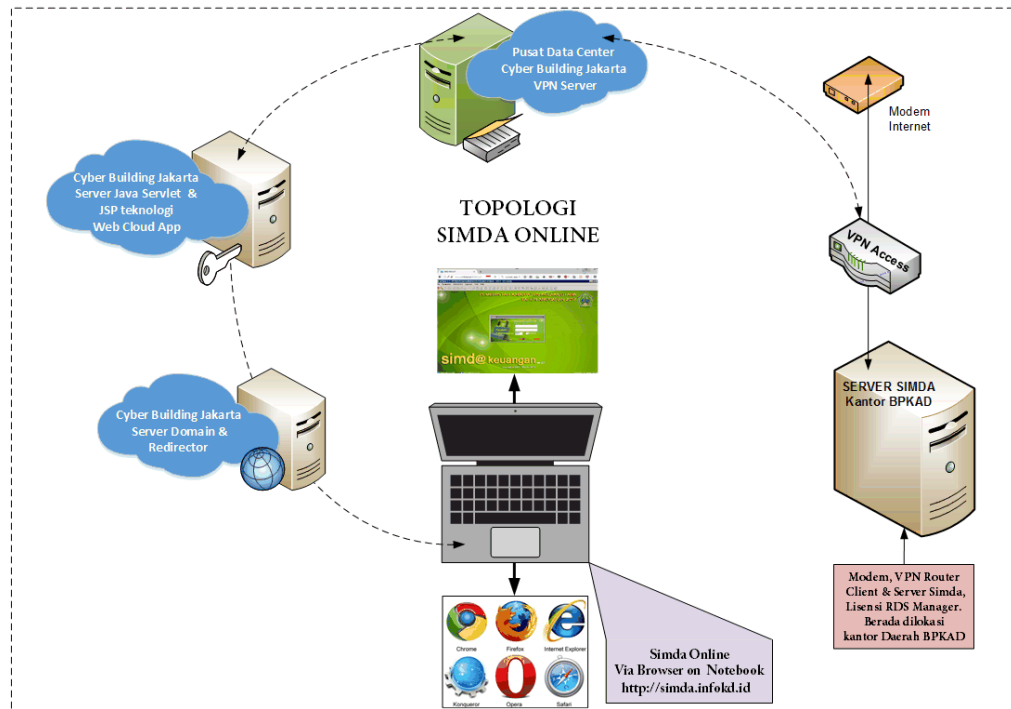 Pusat Data Center
Cyber Building Jakarta
VPN Server
Modem
Internet
Cyber Building Jakarta
Server Java Servlet &
JSP teknologi
Web Cloud App
TOPOLOGI
SIMDA ONLINE
VPN Access
simd@keuangan
SERVER SIMDA
Kantor BPKAD
Cyber Building Jakarta
Server Domain &
Redirector
Modem, VPN Router
Client & Server Simda,
Lisensi RDS Manager.
Berada dilokasi
kantor Daerah BPKAD
Chrome
Firefox
Internet Explorer
Konqueror
Opera
Safari
Simda Online
Via Browser on Notebook
http://simda.infokd.id